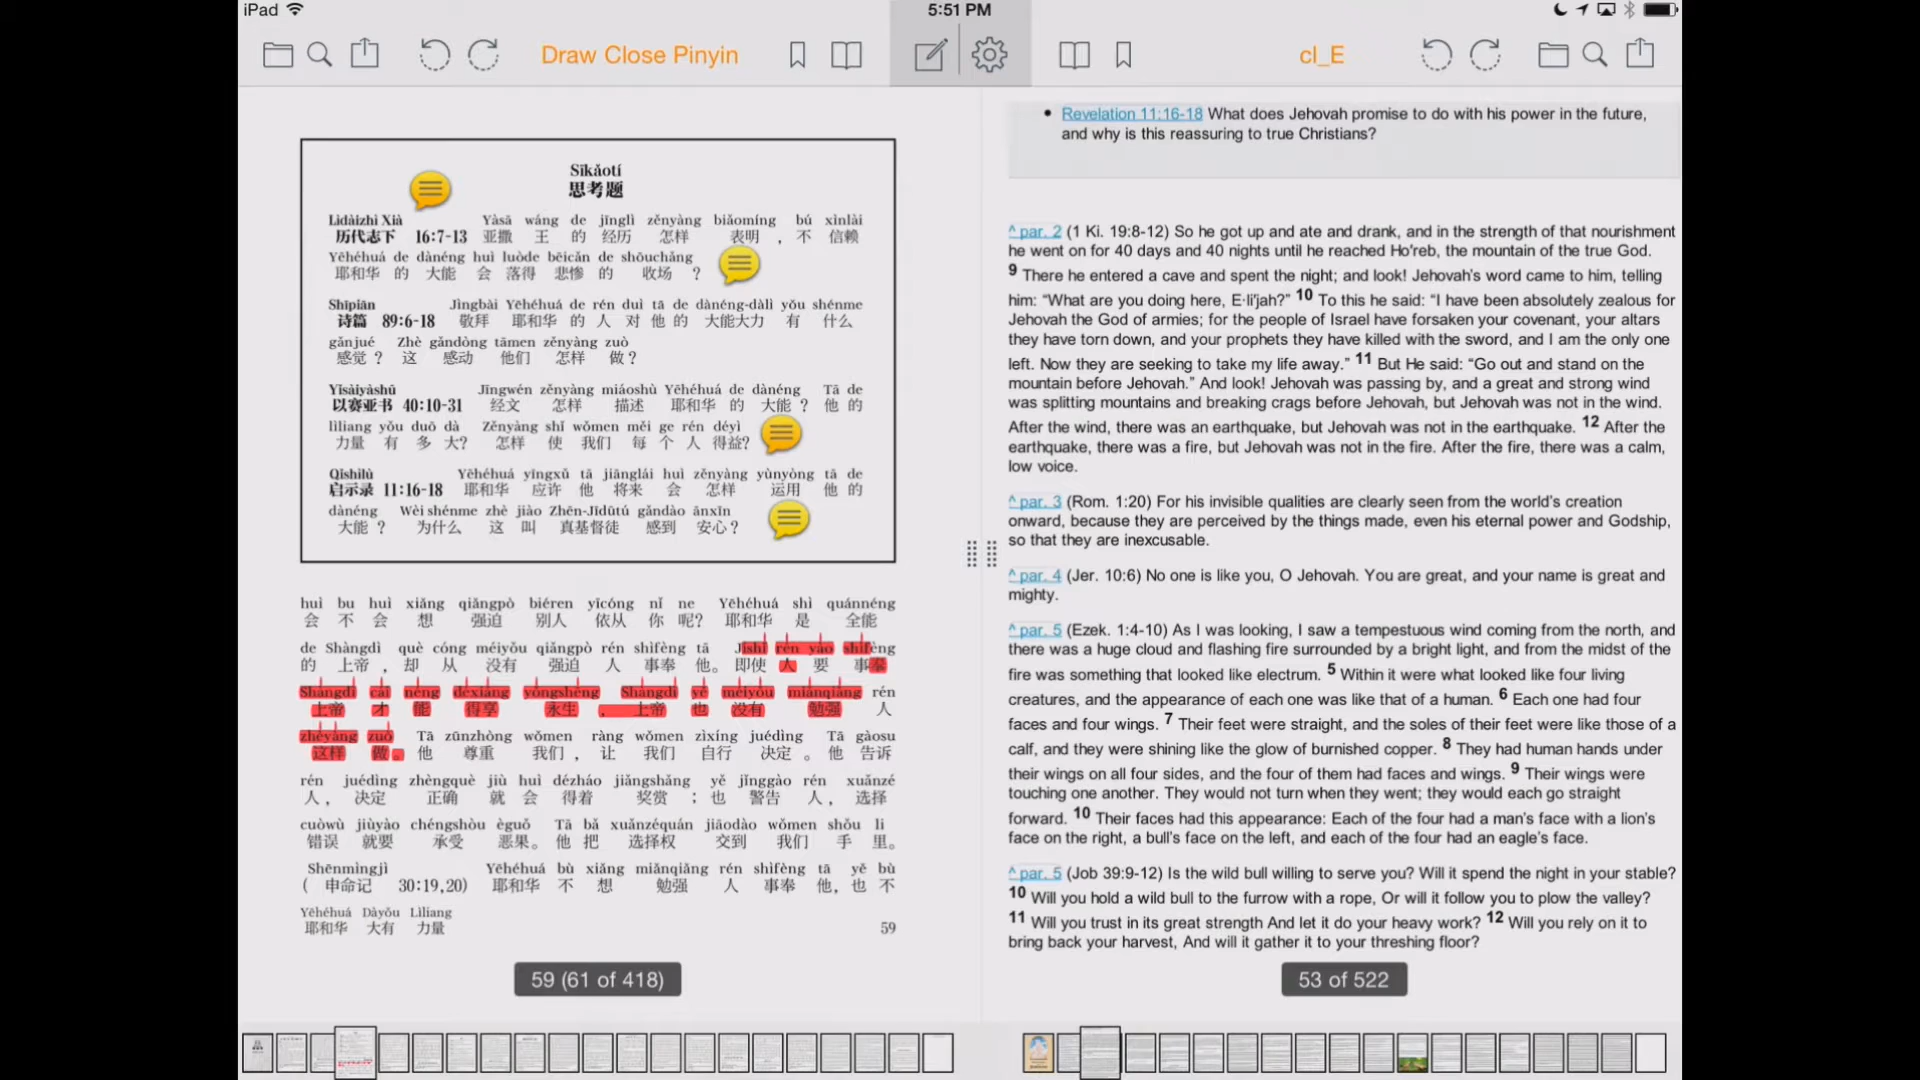 iPad
5:51 PM
Draw Close Pinyin
cl_E
Sīkǎotí
思考题
Lìdàizhì Xià Yàsā wáng de jīnglì zěnyàng biǎomíng bú xìnlài
历代志下 16:7-13 亚撒 王 的 经历 怎样 表明 , 不 信赖
Yēhéhuá de dànéng huì luòde bēicǎn de shōuchǎng
耶和华 的 大能 会 落得 悲惨 的 收场 ?
Shīpiān Jìngbài Yēhéhuá de rén duì tā de dànéng-dàlì yǒu shénme
诗篇 89:6-18 敬拜 耶和华 的 人 对 他 的 大能大力 有 什么
gǎnjué Zhè gǎndòng tāmen zěnyàng zuò
感觉 ? 这 感动 他们 怎样 做 ?
Yǐsàiyàshū Jīngwén zěnyàng miáoshù Yēhéhuá de dànéng Tā de
以赛亚书 40:10-31 经文 怎样 描述 耶和华 的 大能 ? 他 的
lìliang yǒu duō dà Zěnyàng shǐ wǒmen měi ge rén déyì
力量 有 多 大? 怎样 使 我们 每 个 人 得益?
Qǐshìlù Yēhéhuá yīngxǔ tā jiānglái huì zěnyàng yùnyòng tā de
启示录 11:16-18 耶和华 应许 他 将来 会 怎样 运用 他 的
dànéng Wèi shénme zhè jiào Zhēn-Jīdūtú gǎndào ānxīn
大能 ? 为什么 这 叫 真基督徒 感到 安心 ?
huì bu huì xiǎng qiǎngpò biéren yīcóng nǐ ne Yēhéhuá shì quánnéng
会 不 会 想 强迫 别人 依从 你 呢? 耶和华 是 全能
de Shàngdì què cóng méiyǒu qiǎngpò rén shìfèng tā Jíshǐ rén yào shìfèng
的 上帝 , 却 从 没有 强迫 人 事奉 他。 即使 人 要 事奉
Shàngdì cái néng déxiǎng yǒngshēng Shàngdì yě méiyǒu miǎnqiǎng rén
上帝 才 能 得享 永生 , 上帝 也 没有 勉强 人
zhèyàng zuò Tā zūnzhòng wǒmen ràng wǒmen zìxíng juédìng Tā gàosu
这样 做 。 他 尊重 我们 , 让 我们 自行 决定 。 他 告诉
rén juédìng zhèngquè jiù huì dézháo jiǎngshǎng yě jǐnggào rén xuǎnzé
人 , 决定 正确 就 会 得着 奖赏 ; 也 警告 人 , 选择
cuòwù jiùyào chéngshòu èguǒ Tā bǎ xuǎnzéquán jiāodào wǒmen shǒu li
错误 就要 承受 恶果 。 他 把 选择权 交到 我们 手 里。
Shēnmìngjì Yēhéhuá bù xiǎng miǎnqiǎng rén shìfèng tā yě bù
( 申命记 30:19,20) 耶和华 不 想 勉强 人 事奉 他, 也 不
Yēhéhuá Dàyǒu Lìliang
耶和华 大有 力量 59
59 (61 of 418)
• Revelation 11:16-18 What does Jehovah promise to do with his power in the future,
and why is this reassuring to true Christians?
^ par. 2 (1 Ki. 19:8-12) So he got up and ate and drank, and in the strength of that nourishment
he went on for 40 days and 40 nights until he reached Ho′reb, the mountain of the true God.
9 There he entered a cave and spent the night; and look! Jehovah’s word came to him, telling
him: “What are you doing here, E·li′jah?” 10 To this he said: “I have been absolutely zealous for
Jehovah the God of armies; for the people of Israel have forsaken your covenant, your altars
they have torn down, and your prophets they have killed with the sword, and I am the only one
left. Now they are seeking to take my life away.” 11 But He said: “Go out and stand on the
mountain before Jehovah.” And look! Jehovah was passing by, and a great and strong wind
was splitting mountains and breaking crags before Jehovah, but Jehovah was not in the wind.
After the wind, there was an earthquake, but Jehovah was not in the earthquake. 12 After the
earthquake, there was a fire, but Jehovah was not in the fire. After the fire, there was a calm,
low voice.
^ par. 3 (Rom. 1:20) For his invisible qualities are clearly seen from the world’s creation
onward, because they are perceived by the things made, even his eternal power and Godship,
so that they are inexcusable.
^ par. 4 (Jer. 10:6) No one is like you, O Jehovah. You are great, and your name is great and
mighty.
^ par. 5 (Ezek. 1:4-10) As I was looking, I saw a tempestuous wind coming from the north, and
there was a huge cloud and flashing fire surrounded by a bright light, and from the midst of the
fire was something that looked like electrum. 5 Within it were what looked like four living
creatures, and the appearance of each one was like that of a human. 6 Each one had four
faces and four wings. 7 Their feet were straight, and the soles of their feet were like those of a
calf, and they were shining like the glow of burnished copper. 8 They had human hands under
their wings on all four sides, and the four of them had faces and wings. 9 Their wings were
touching one another. They would not turn when they went; they would each go straight
forward. 10 Their faces had this appearance: Each of the four had a man’s face with a lion’s
face on the right, a bull’s face on the left, and each of the four had an eagle’s face.
^ par. 5 (Job 39:9-12) Is the wild bull willing to serve you? Will it spend the night in your stable?
10 Will you hold a wild bull to the furrow with a rope, Or will it follow you to plow the valley?
11 Will you trust in its great strength And let it do your heavy work? 12 Will you rely on it to
bring back your harvest, And will it gather it to your threshing floor?
53 of 522